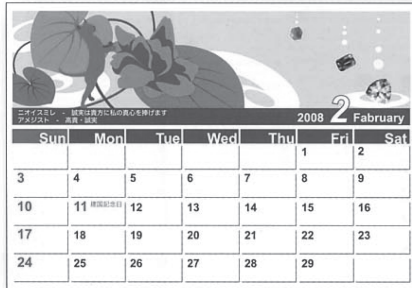 ニオイスミレ - 誠実は貴方に私の真心を捧げます
アメジスト - 高貴・誠実
2008 2 Fabruary
Sun Mon Tue Wed Thu Fri Sat
1 2
3 4 5 6 7 8 9
10 11 建国記念日 12 13 14 15 16
17 18 19 20 21 22 23
24 25 26 27 28 29